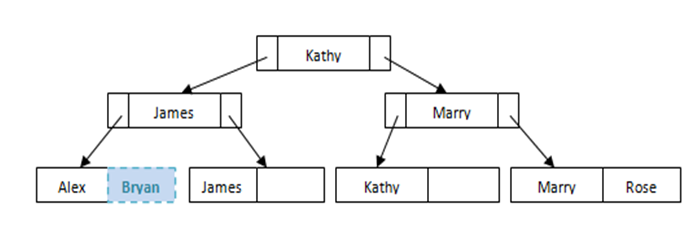 Kathy
James
Marry
Alex Bryan James Kathy Marry Rose